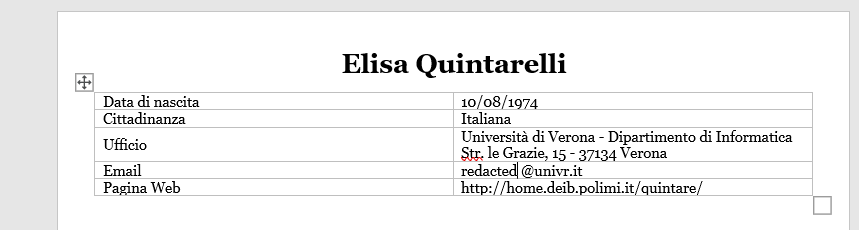 Elisa Quintarelli
Data di nascita 10/08/1974
Cittadinanza Italiana
Ufficio Università di Verona - Dipartimento di Informatica
Str. le Grazie, 15 - 37134 Verona
Email redacted @univr.it
Pagina Web http://home.deib.polimi.it/quintare/